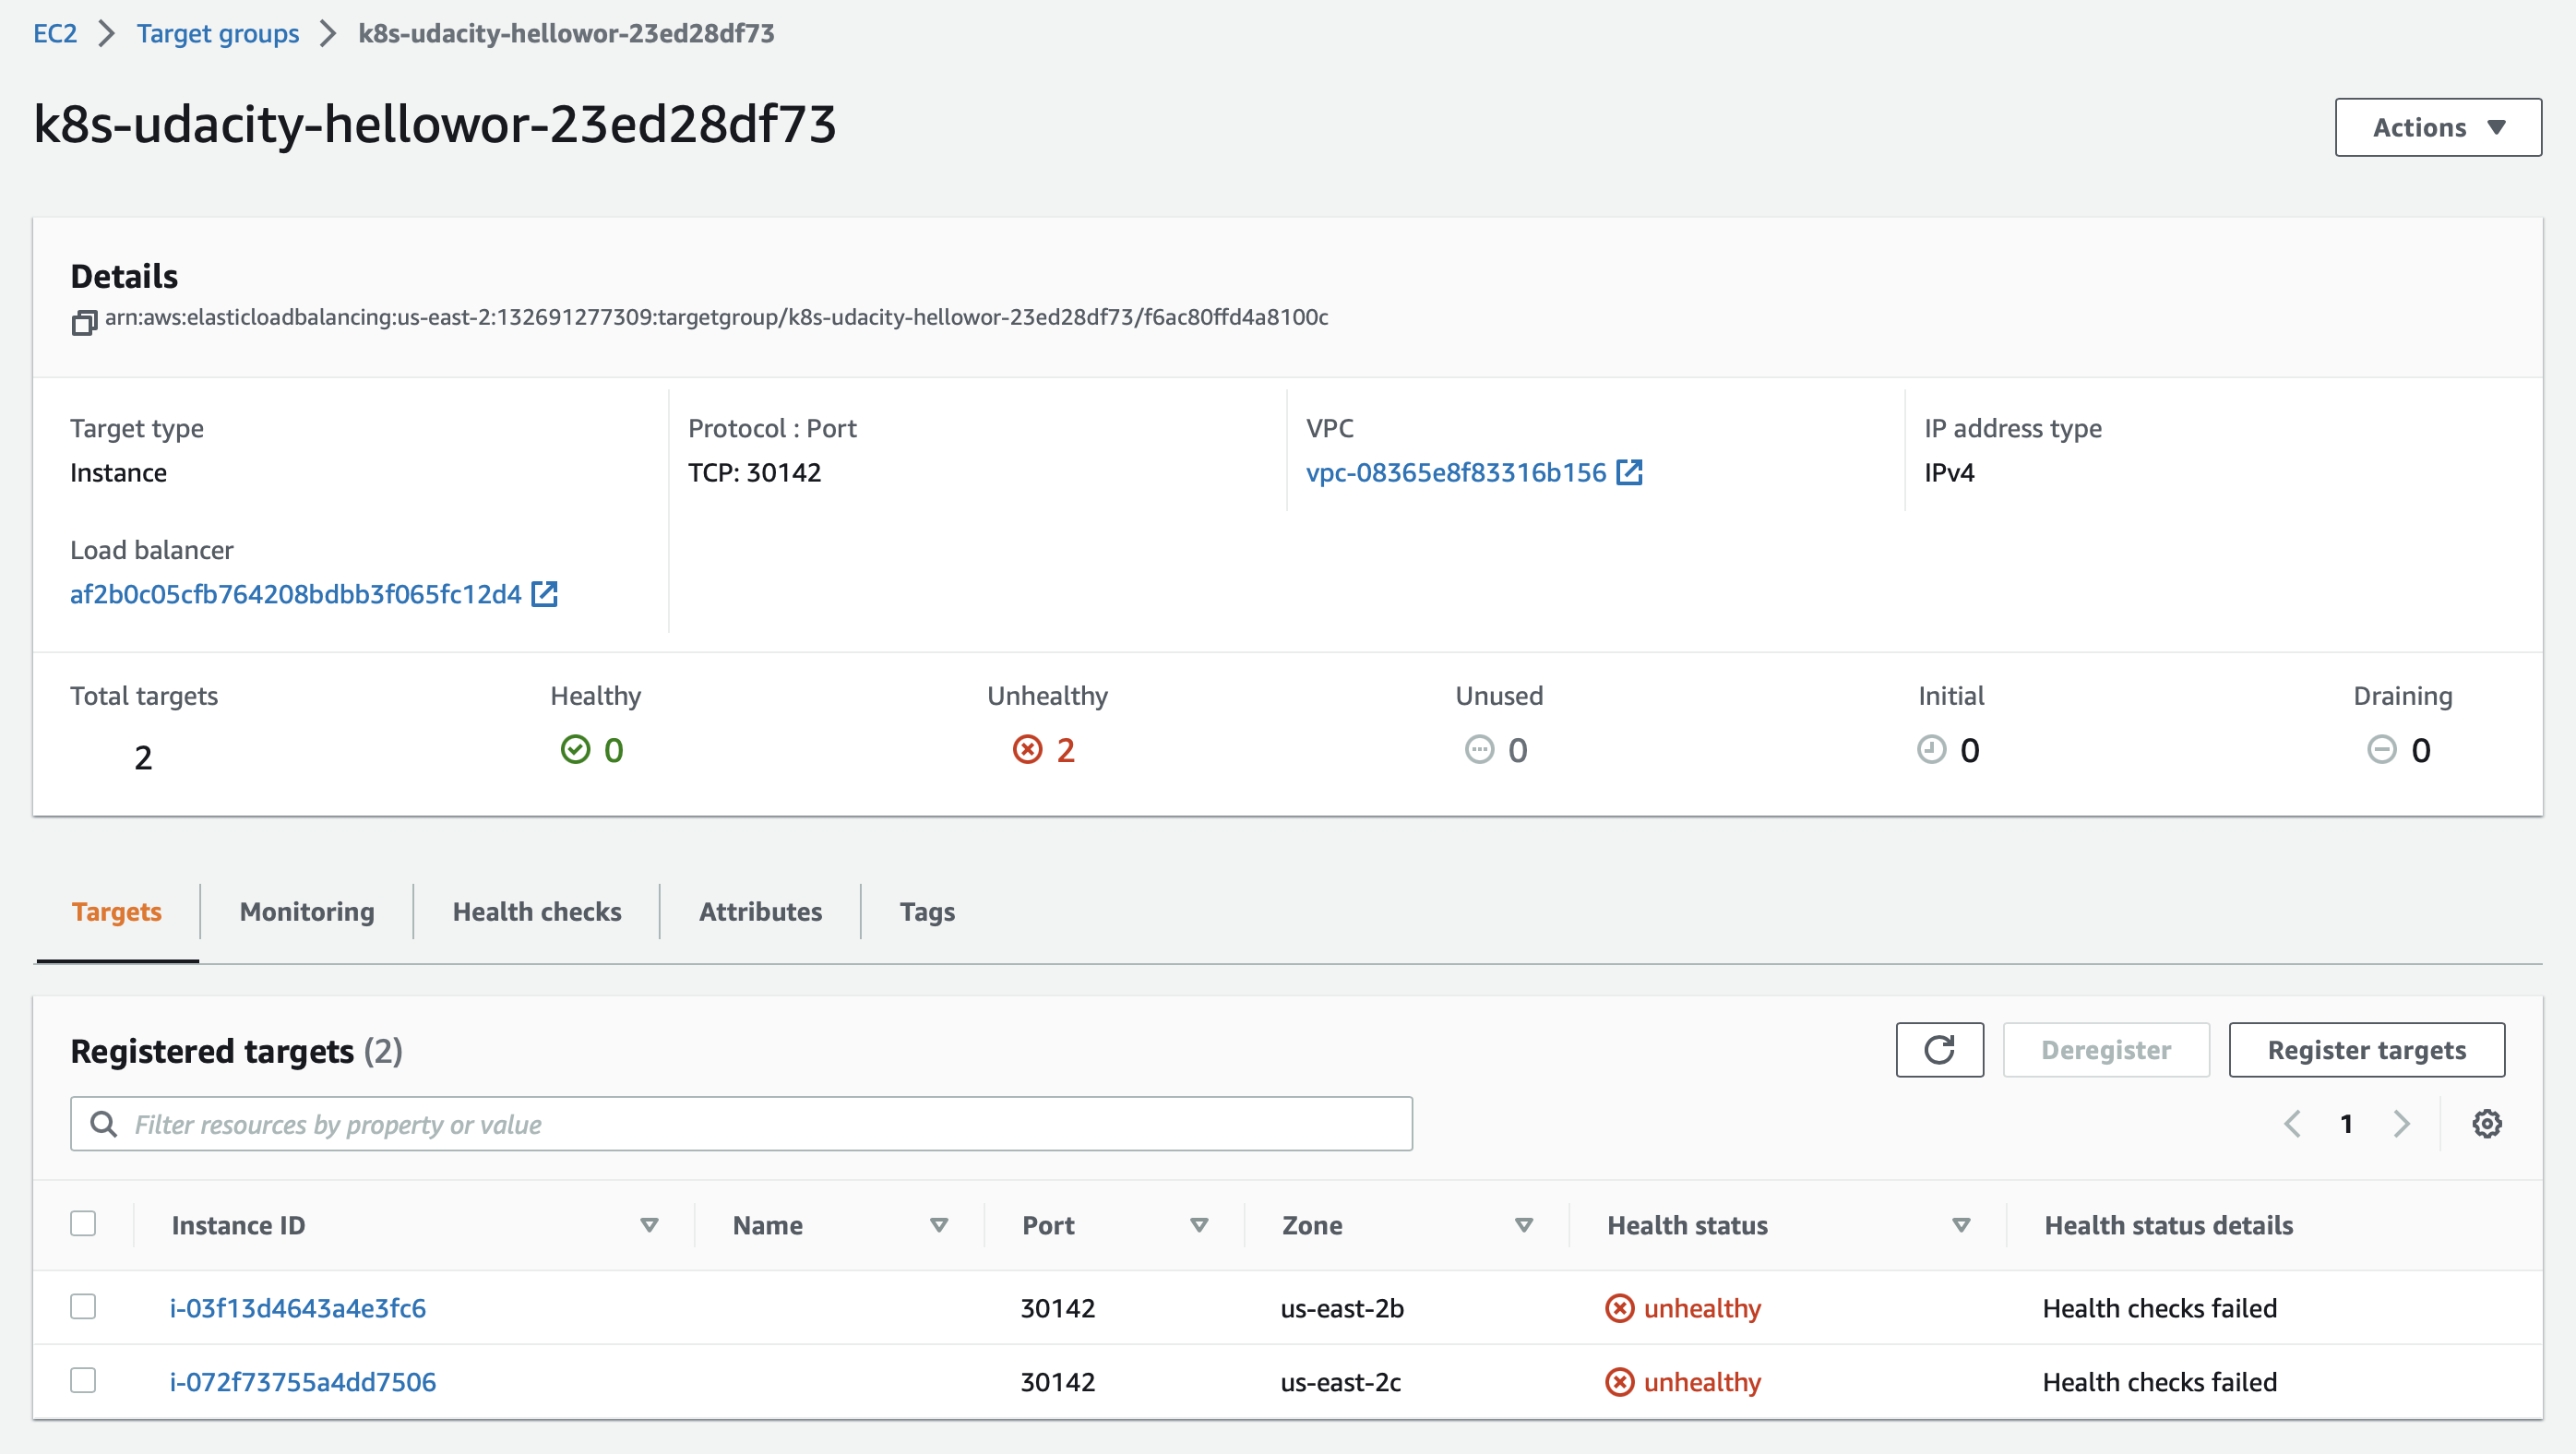 EC2 > Target groups > k8s-udacity-hellowor-23ed28df73
k8s-udacity-hellowor-23ed28df73
Actions
Details
arn:aws:elasticloadbalancing:us-east-2:132691277309:targetgroup/k8s-udacity-hellowor-23ed28df73/f6ac80ffd4a8100c
Target type
Instance
Protocol : Port
TCP: 30142
VPC
vpc-08365e8f83316b156
IP address type
IPv4
Load balancer
af2b0c05cfb764208bdbb3f065fc12d4
Total targets Healthy Unhealthy Unused Initial Draining
2 0 2 0 0 0
Targets Monitoring Health checks Attributes Tags
Registered targets (2)
Deregister Register targets
Filter resources by property or value
1
Instance ID Name Port Zone Health status Health status details
i-03f13d4643a4e3fc6 30142 us-east-2b unhealthy Health checks failed
i-072f73755a4dd7506 30142 us-east-2c unhealthy Health checks failed